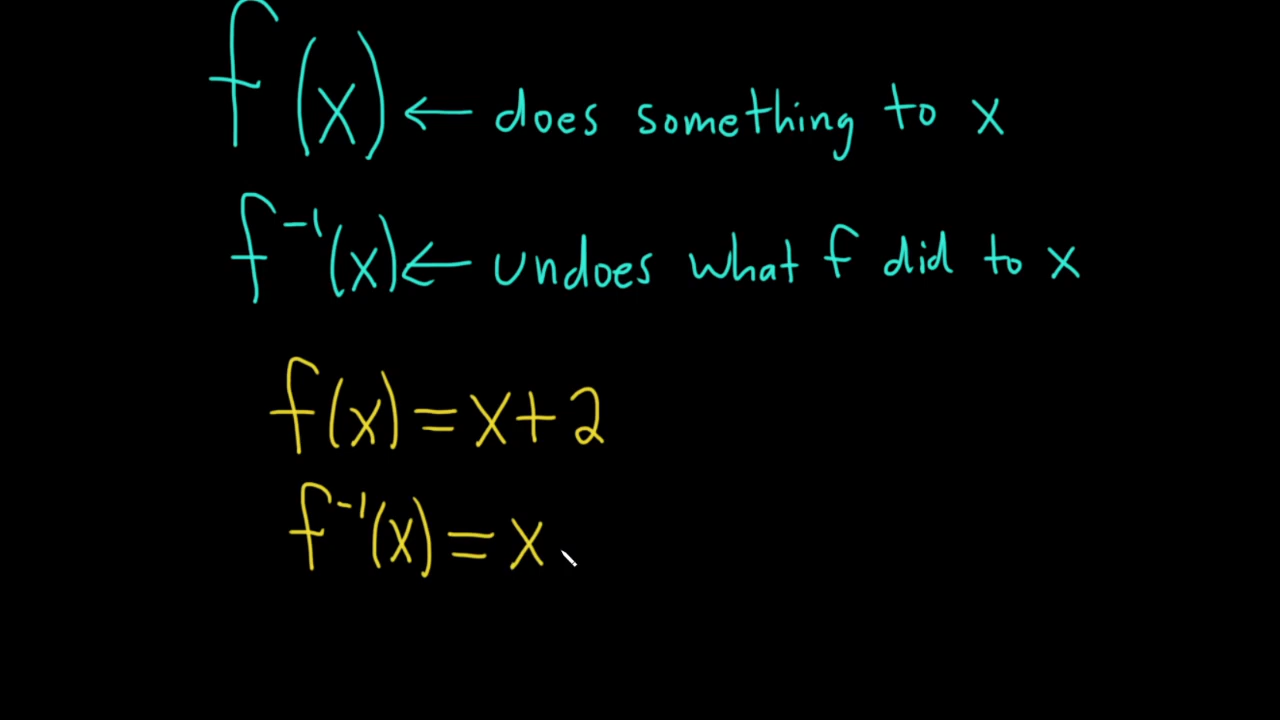 f(x) ← does something to x
f⁻¹(x) ← undoes what f did to x
f(x) = x + 2
f⁻¹(x) = x